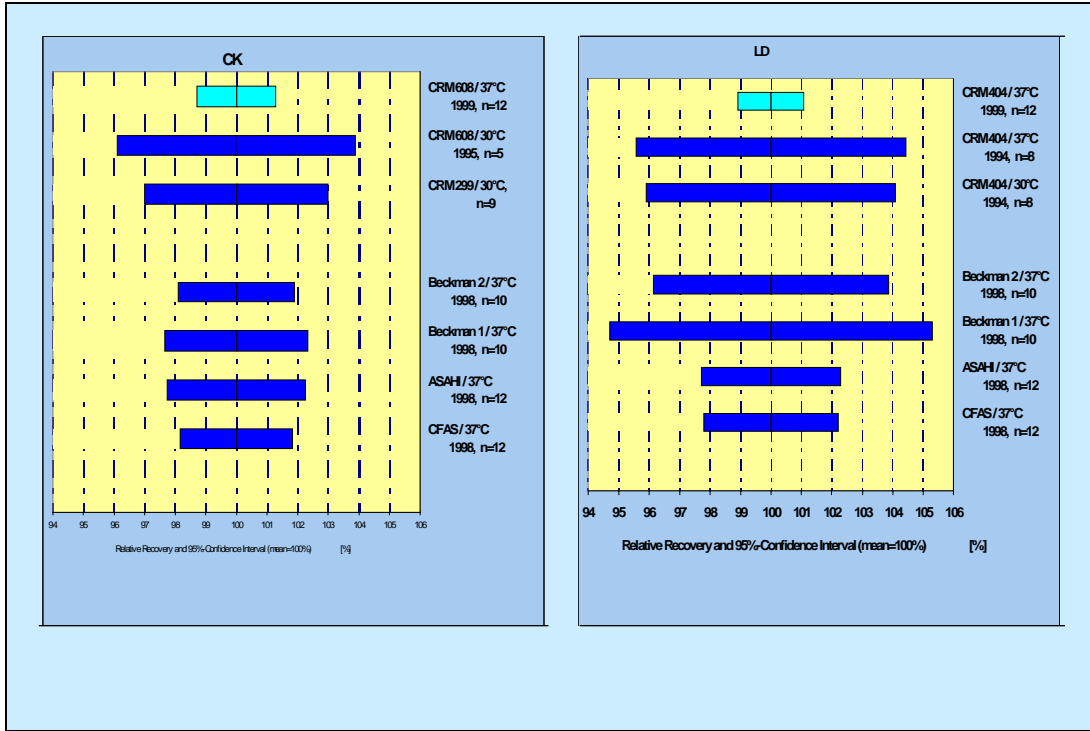 CK
CRM608/37°C
1999, n=12
CRM608/30°C
1995, n=5
CRM299/30°C,
n=9
Beckman 2/37°C
1998, n=10
Beckman 1/37°C
1998, n=10
ASAHI/37°C
1998, n=12
CFAS/37°C
1998, n=12
94 95 96 97 98 99 100 101 102 103 104 105 106
Relative Recovery and 95%-Confidence Interval (mean=100%) [%]
LD
CRM404/37°C
1999, n=12
CRM404/37°C
1994, n=8
CRM404/30°C
1994, n=8
Beckman 2/37°C
1998, n=10
Beckman 1/37°C
1998, n=10
ASAHI/37°C
1998, n=12
CFAS/37°C
1998, n=12
94 95 96 97 98 99 100 101 102 103 104 105 106
Relative Recovery and 95%-Confidence Interval (mean=100%) [%]